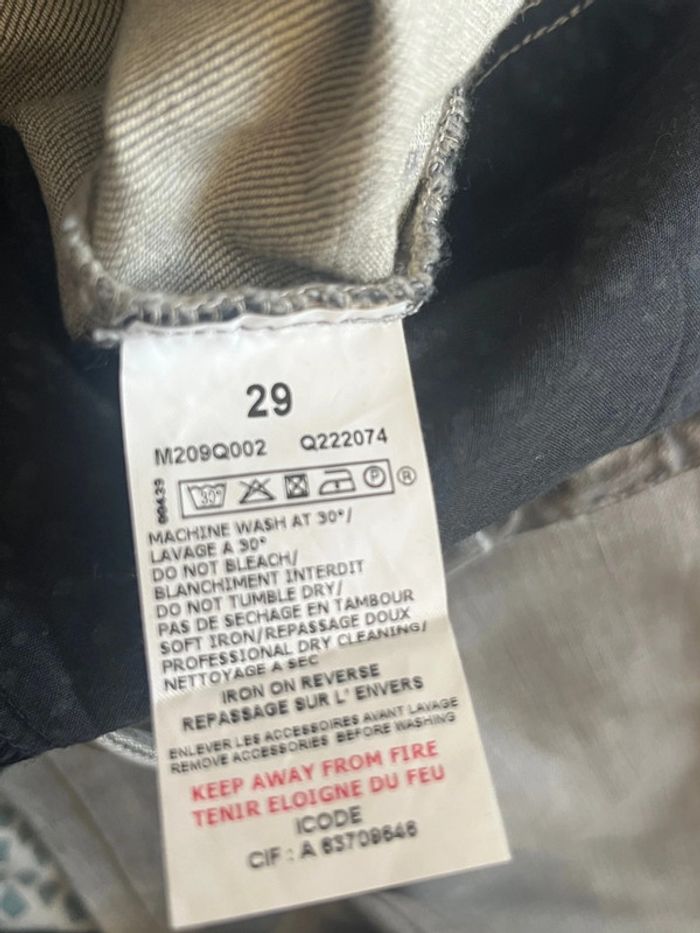 29
M209Q002 Q222074
30° P ®
MACHINE WASH AT 30°/
LAVAGE A 30°
DO NOT BLEACH/
BLANCHIMENT INTERDIT
DO NOT TUMBLE DRY/
PAS DE SECHAGE EN TAMBOUR
SOFT IRON/REPASSAGE DOUX
PROFESSIONAL DRY CLEANING/
NETTOYAGE A SEC
IRON ON REVERSE
REPASSAGE SUR L' ENVERS
ENLEVER LES ACCESSOIRES AVANT LAVAGE
REMOVE ACCESSORIES BEFORE WASHING
KEEP AWAY FROM FIRE
TENIR ELOIGNE DU FEU
ICODE
CIF : A 63709646